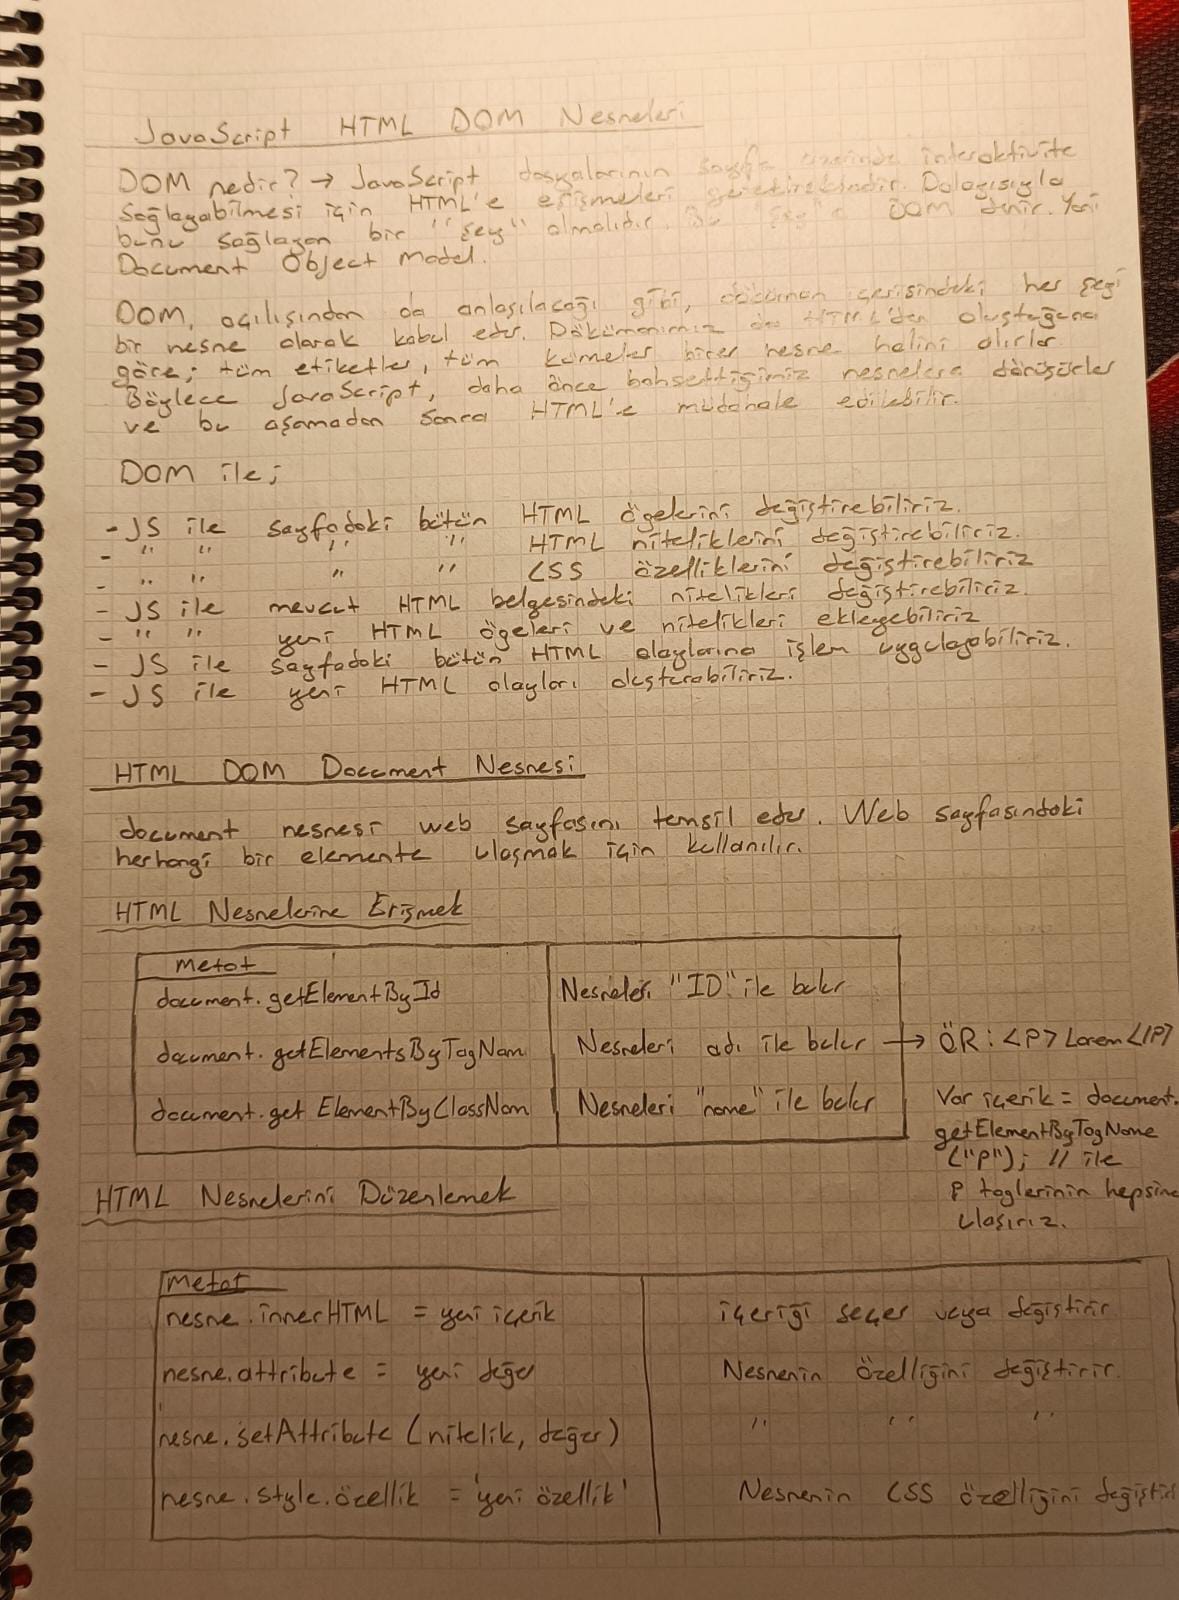 JavaScript HTML DOM Nesneleri
DOM nedir? → JavaScript dosyalarının sayfa üzerinde interaktivite
sağlayabilmesi için HTML'e erişmeleri gerekmektedir. Dolayısıyla
bunu sağlayan bir "şey" olmalıdır. Bu "şey"e DOM denir. Yani
Document Object Model.
DOM, açılışından da anlaşılacağı gibi, döküman içerisindeki her şeyi
bir nesne olarak kabul eder. Dökümanımız da HTML'den oluştuğuna
göre; tüm etiketler, tüm kümeler birer nesne halini alırlar.
Böylece JavaScript, daha önce bahsettiğimiz nesnelere dönüşürler
ve bu aşamadan sonra HTML'e müdahale edilebilir.
DOM ile;
- JS ile sayfadaki bütün HTML ögelerini değiştirebiliriz.
- " " " " HTML niteliklerini değiştirebiliriz.
- " " " " CSS özelliklerini değiştirebiliriz
- JS ile mevcut HTML belgesindeki nitelikleri değiştirebiliriz.
- " " yeni HTML ögeleri ve nitelikleri ekleyebiliriz
- JS ile sayfadaki bütün HTML olaylarına işlem uygulayabiliriz.
- JS ile yeni HTML olayları oluşturabiliriz.
HTML DOM Document Nesnesi
document nesnesi web sayfasını temsil eder. Web sayfasındaki
herhangi bir elemente ulaşmak için kullanılır.
HTML Nesnelerine Erişmek
Metot
document.getElementById Nesneleri "ID" ile bulur
document.getElementsByTagNam Nesneleri adı ile bulur → ÖR: <P> Lorem </P>
document.get ElementByClassNam Nesneleri "name" ile bulur
Var içerik = document.
getElementByTagName
("P"); // ile
P taglerinin hepsine
ulaşırız.
HTML Nesnelerini Düzenlemek
Metot
nesne.innerHTML = yeni içerik içeriği seçer veya değiştirir
nesne.attribute = yeni değer Nesnenin özelliğini değiştirir.
nesne.setAttribute (nitelik, değer) " " "
nesne.style.özellik = 'yeni özellik' Nesnenin CSS özelliğini değiştir